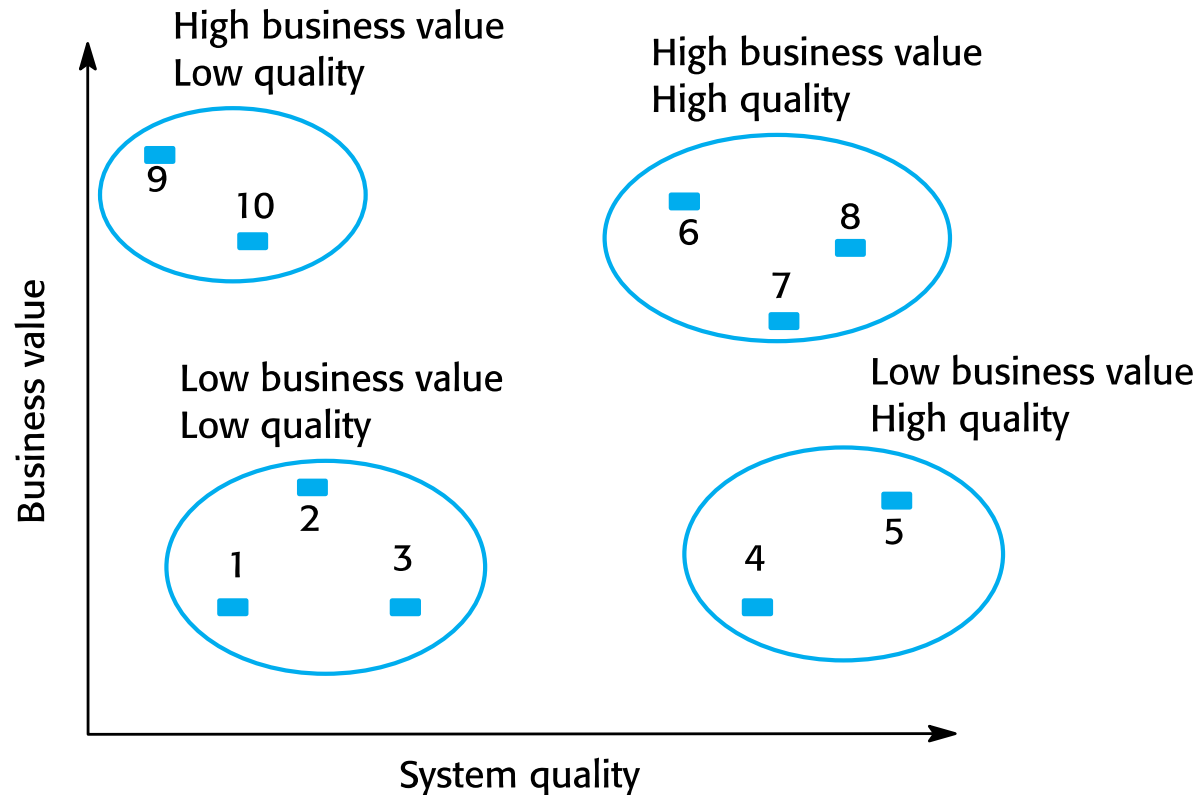 High business value
Low quality
High business value
High quality
9
10
6
8
7
Business value
Low business value
Low quality
Low business value
High quality
2
1
3
5
4
System quality